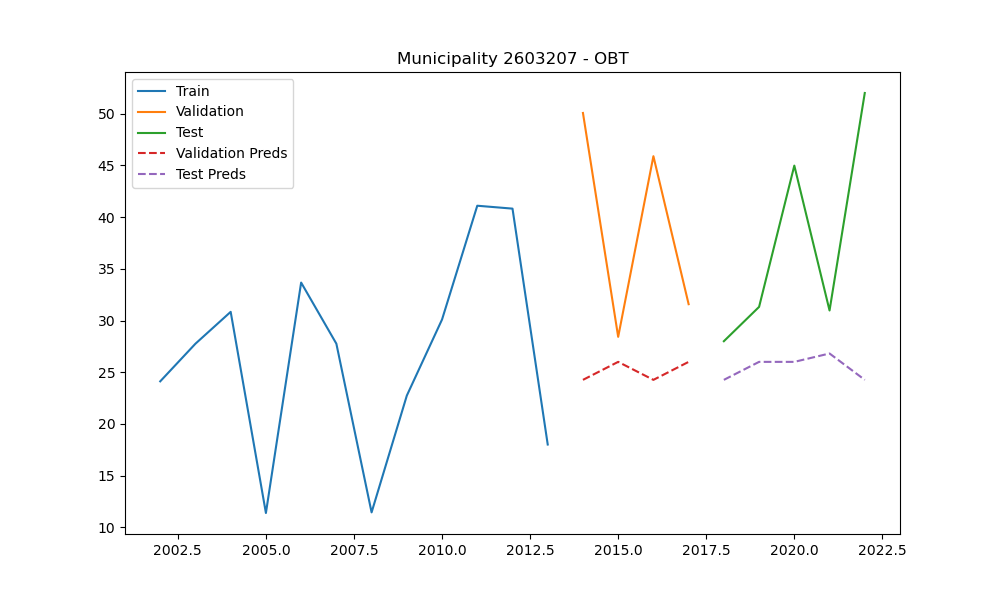 Municipality 2603207 - OBT
Train
Validation
Test
Validation Preds
Test Preds
50
45
40
35
30
25
20
15
10
2002.5 2005.0 2007.5 2010.0 2012.5 2015.0 2017.5 2020.0 2022.5